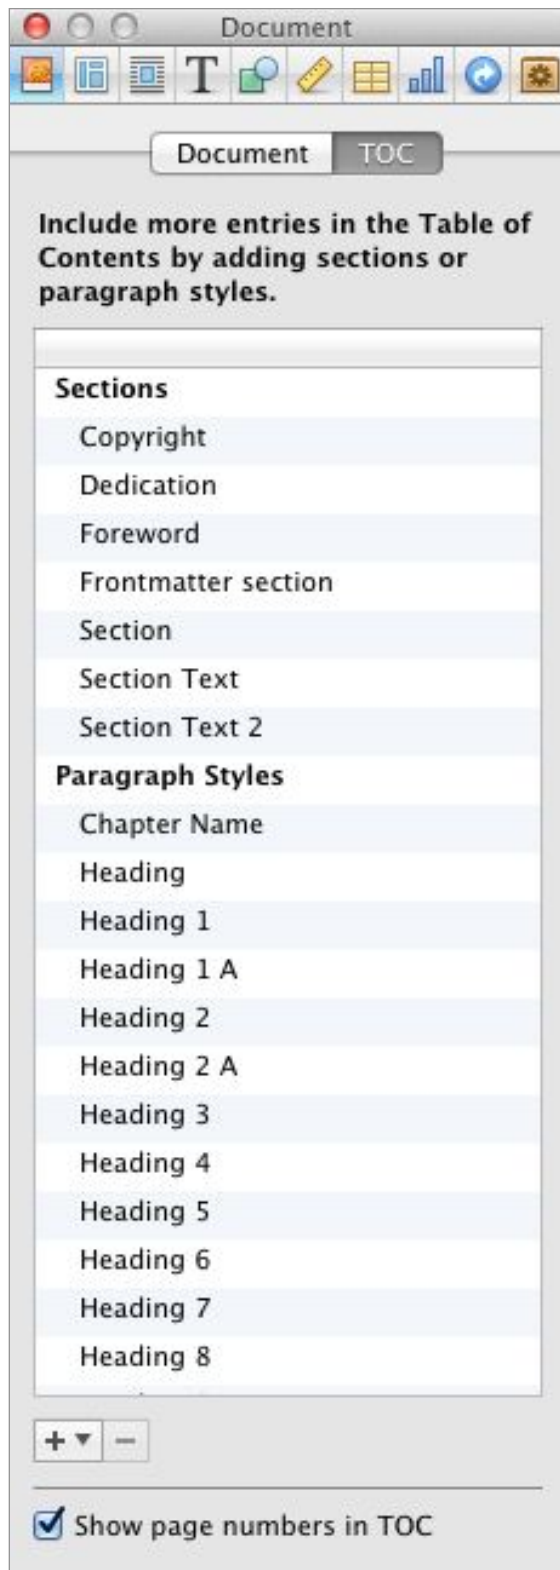 Document
T
Document TOC
Include more entries in the Table of
Contents by adding sections or
paragraph styles.
Sections
Copyright
Dedication
Foreword
Frontmatter section
Section
Section Text
Section Text 2
Paragraph Styles
Chapter Name
Heading
Heading 1
Heading 1 A
Heading 2
Heading 2 A
Heading 3
Heading 4
Heading 5
Heading 6
Heading 7
Heading 8
Show page numbers in TOC